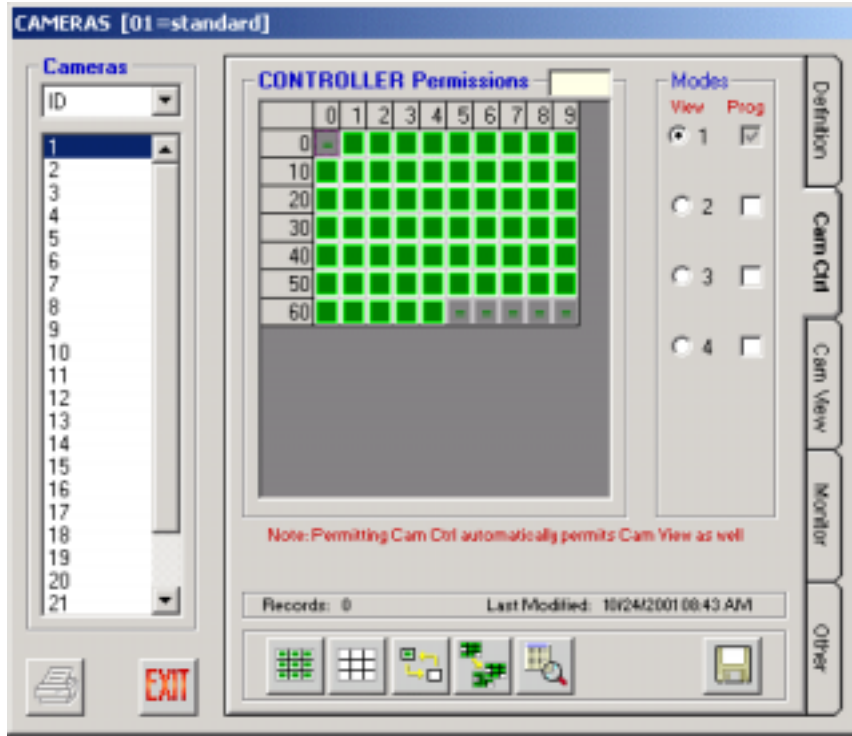 CAMERAS [01=standard]
Cameras
ID
1
2
3
4
5
6
7
8
9
10
11
12
13
14
15
16
17
18
19
20
21
EXIT
CONTROLLER Permissions
0 1 2 3 4 5 6 7 8 9
0
10
20
30
40
50
60
Modes
View Prog
1
2
3
4
Note: Permitting Cam Ctrl automatically permits Cam View as well
Records: 0 Last Modified: 10/24/2001 08:43 AM
Definition
Cam Ctrl
Cam View
Monitor
Other